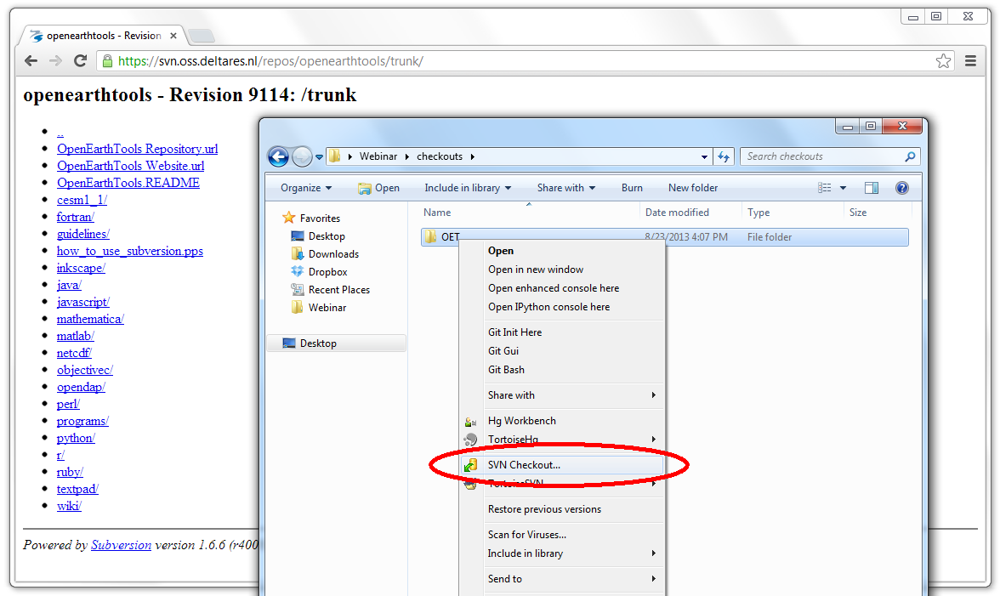 openearthtools - Revision
https://svn.oss.deltares.nl/repos/openearthtools/trunk/
openearthtools - Revision 9114: /trunk
..
OpenEarthTools Repository.url
OpenEarthTools Website.url
OpenEarthTools.README
cesm1_1/
fortran/
guidelines/
how_to_use_subversion.pps
inkscape/
java/
javascript/
mathematica/
matlab/
netcdf/
objectivec/
opendap/
perl/
programs/
python/
r/
ruby/
textpad/
wiki/
Powered by Subversion version 1.6.6 (r400
Webinar checkouts
Search checkouts
Organize Open Include in library Share with Burn New folder
Favorites
Desktop
Downloads
Dropbox
Recent Places
Webinar
Desktop
Name Date modified Type Size
OET 8/23/2013 4:07 PM File folder
Open
Open in new window
Open enhanced console here
Open IPython console here
Git Init Here
Git Gui
Git Bash
Share with
Hg Workbench
TortoiseHg
SVN Checkout...
TortoiseSVN
Restore previous versions
Scan for Viruses...
Include in library
Send to